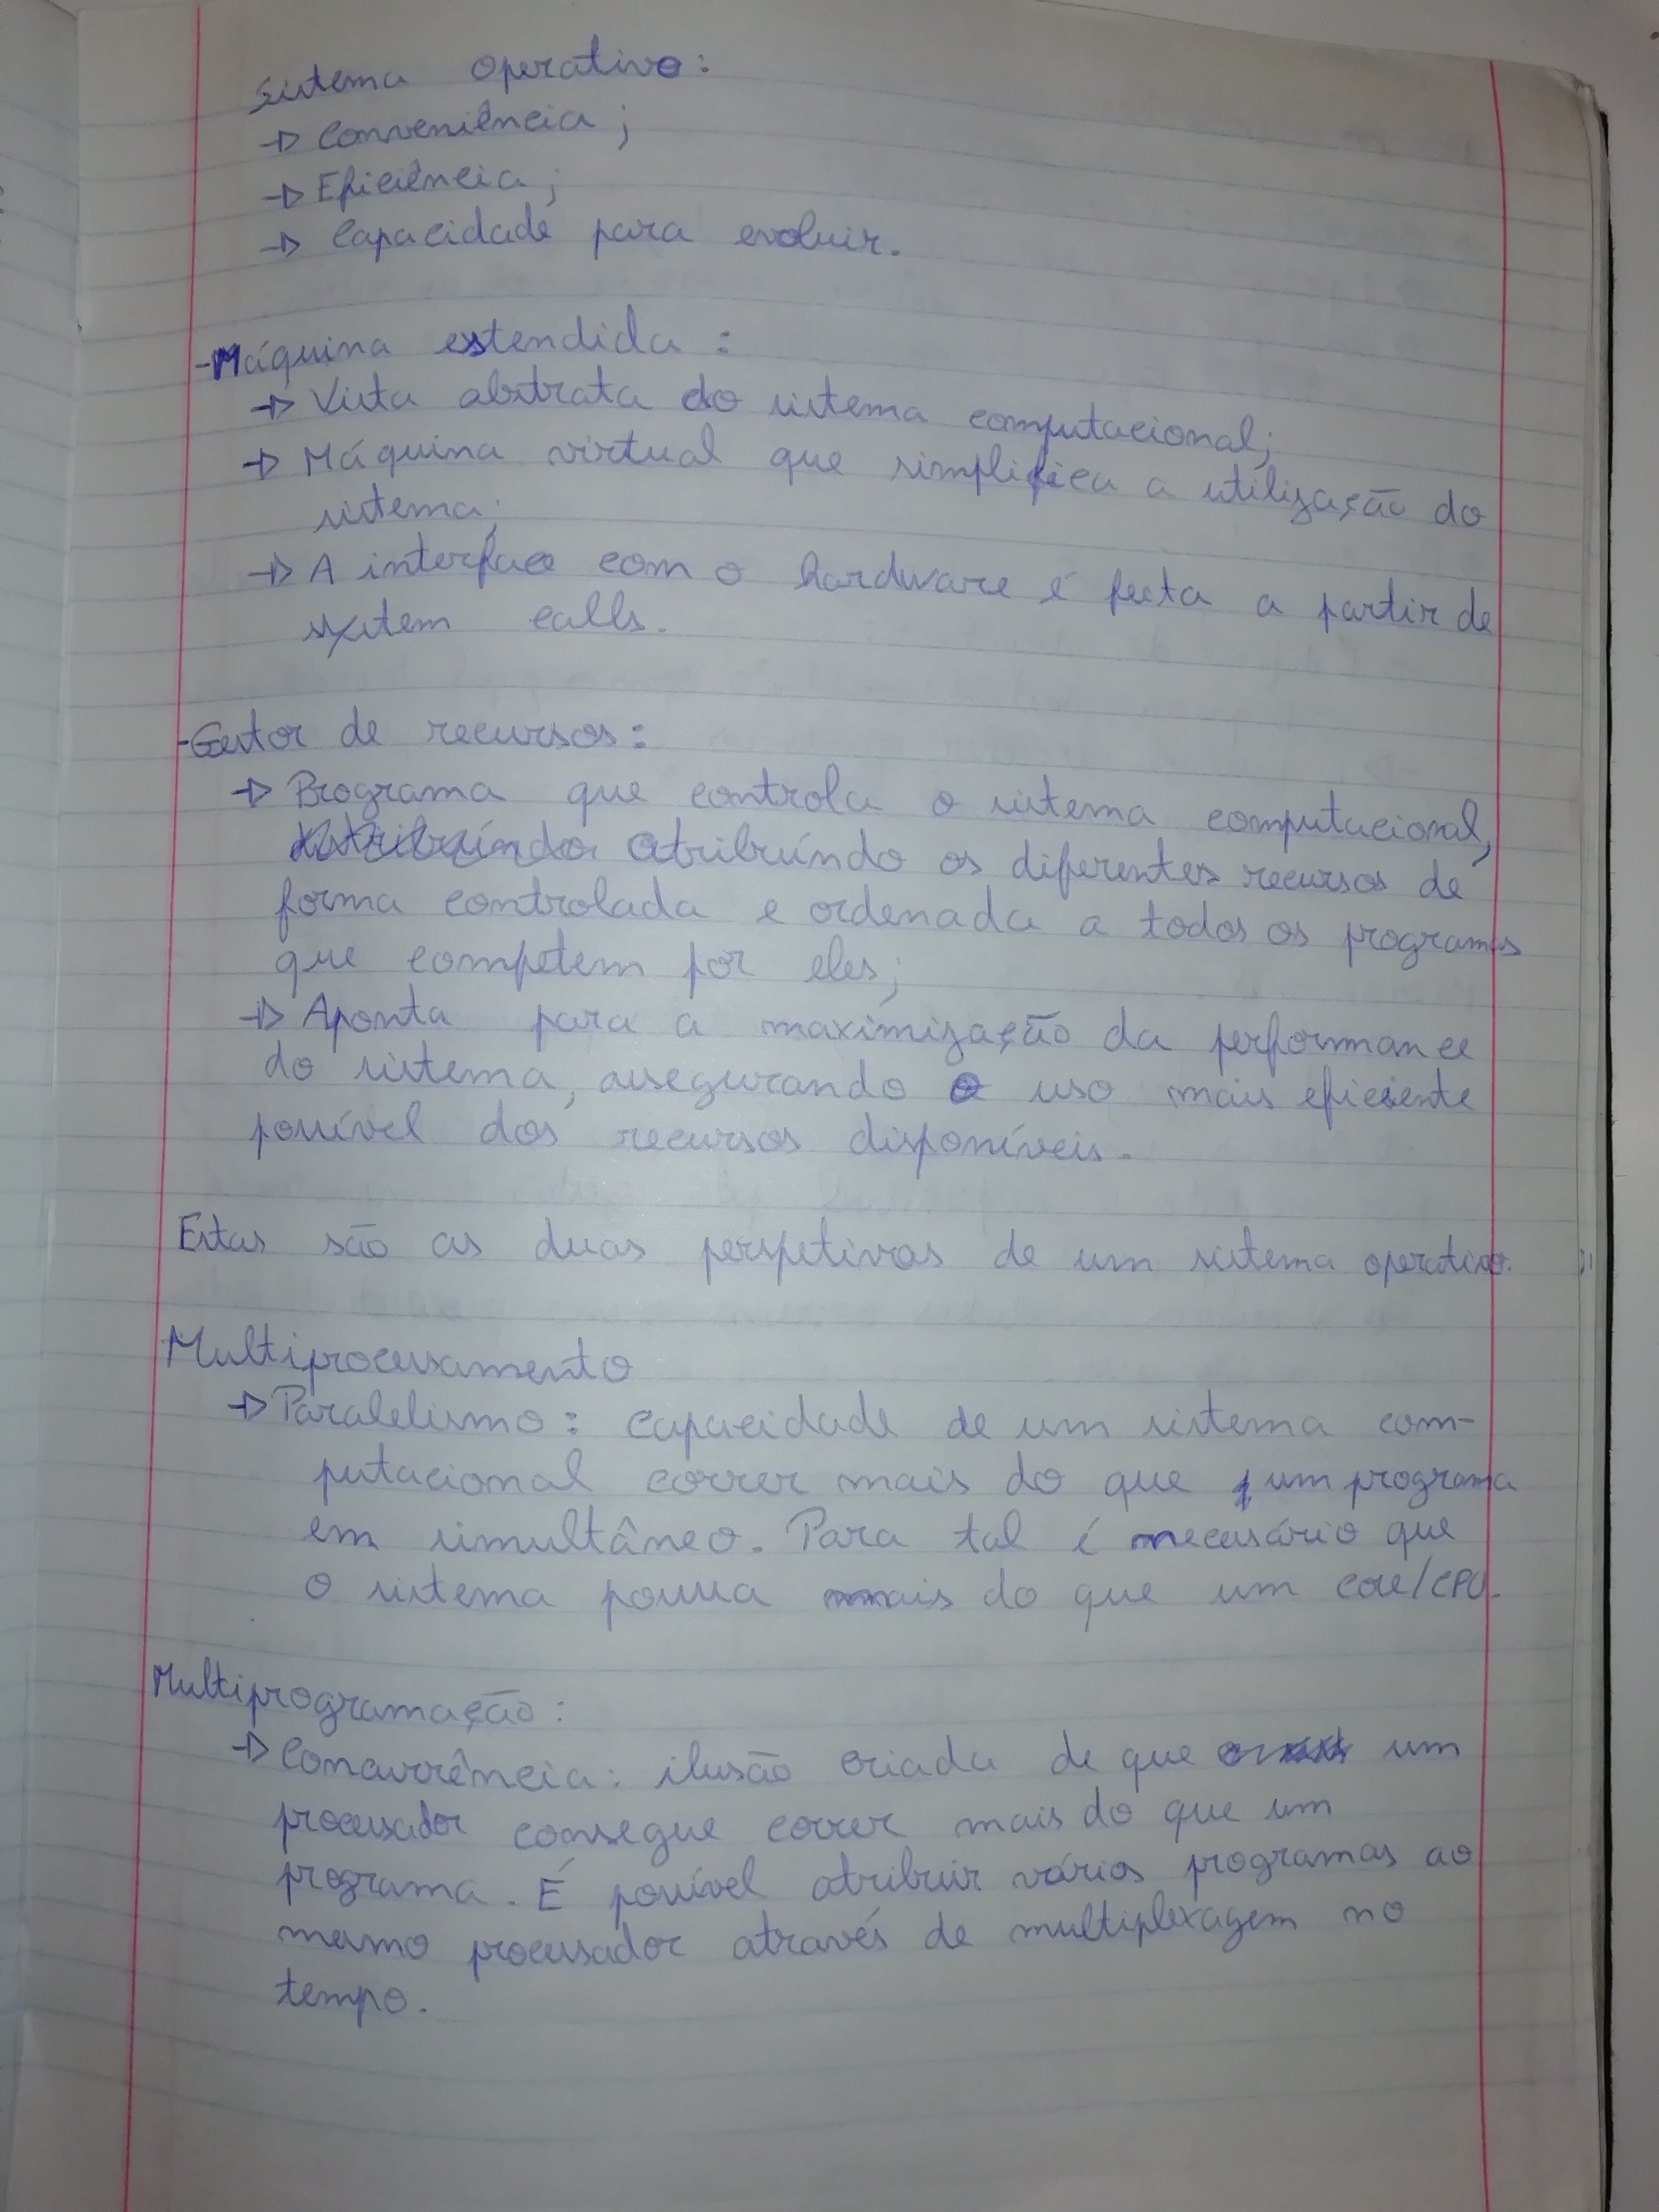 Sistema Operativo:
→ Conveniência;
→ Eficiência;
→ Capacidade para evoluir.
- Máquina estendida:
→ Vista abstrata do sistema computacional;
→ Máquina virtual que simplifica a utilização do
sistema;
→ A interface com o hardware é feita a partir de
system calls.
- Gestor de recursos:
→ Programa que controla o sistema computacional,
atribuíndo os diferentes recursos de
forma controlada e ordenada a todos os programas
que competem por eles;
→ Aponta para a maximização da performance
do sistema, assegurando o uso mais eficiente
possível dos recursos disponíveis.
Estas são as duas perspetivas de um sistema operativo.
Multiprocessamento
→ Paralelismo: capacidade de um sistema com-
putacional correr mais do que um programa
em simultâneo. Para tal é necessário que
o sistema possua mais do que um core/CPU.
Multiprogramação:
→ Concurrência: ilusão criada de que um
processador consegue correr mais do que um
programa. É possível atribuir vários programas ao
mesmo processador através de multiplexagem no
tempo.